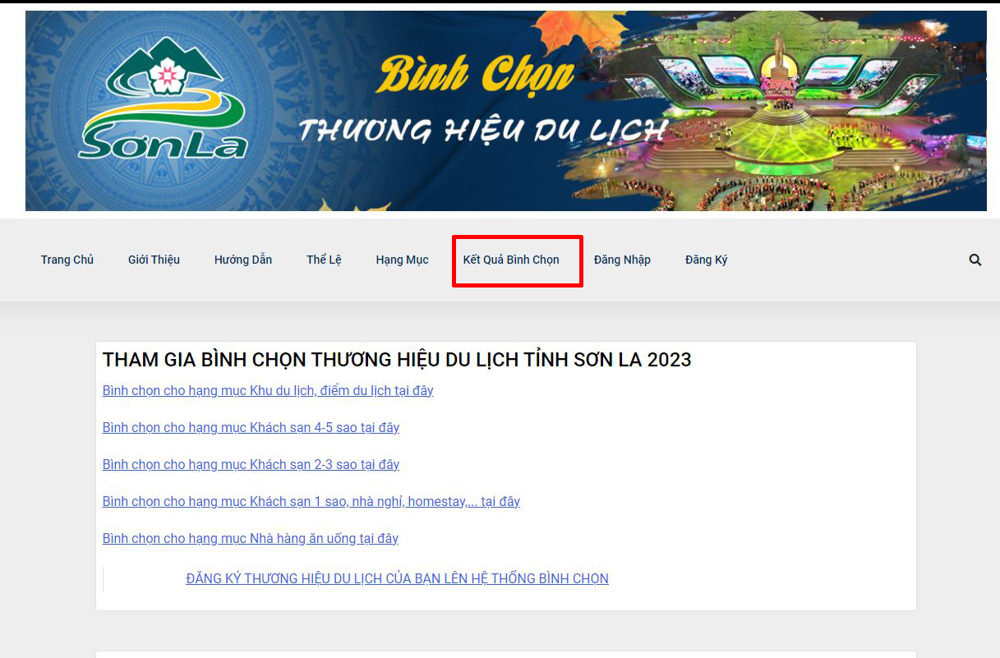 SơnLa
Bình Chọn
THƯƠNG HIỆU DU LỊCH
Trang Chủ
Giới Thiệu
Hướng Dẫn
Thể Lệ
Hạng Mục
Kết Quả Bình Chọn
Đăng Nhập
Đăng Ký
THAM GIA BÌNH CHỌN THƯƠNG HIỆU DU LỊCH TỈNH SƠN LA 2023
Bình chọn cho hạng mục Khu du lịch, điểm du lịch tại đây
Bình chọn cho hạng mục Khách sạn 4-5 sao tại đây
Bình chọn cho hạng mục Khách sạn 2-3 sao tại đây
Bình chọn cho hạng mục Khách sạn 1 sao, nhà nghỉ, homestay,... tại đây
Bình chọn cho hạng mục Nhà hàng ăn uống tại đây
ĐĂNG KÝ THƯƠNG HIỆU DU LỊCH CỦA BẠN LÊN HỆ THỐNG BÌNH CHỌN